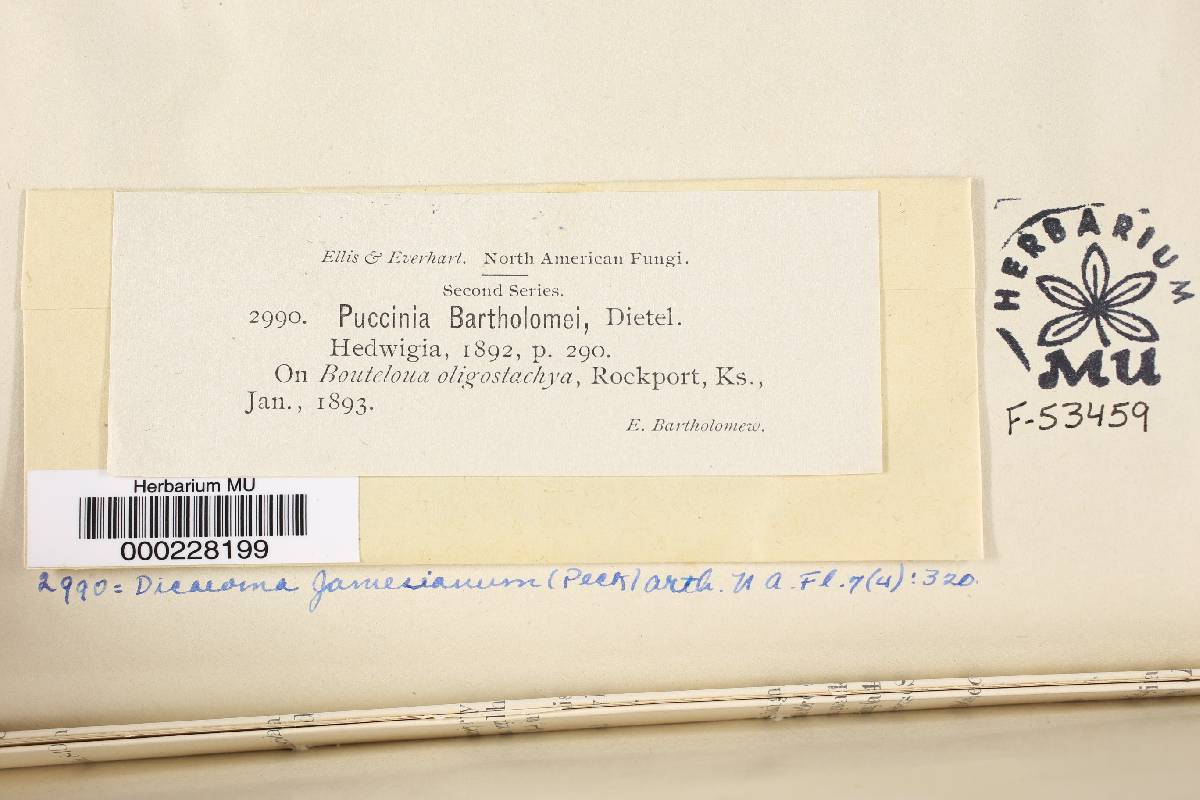 Ellis & Everhart. North American Fungi.
Second Series.
2990. Puccinia Bartholomei, Dietel.
Hedwigia, 1892, p. 290.
On Bouteloua oligostachya, Rockport, Ks.,
Jan., 1893.
E. Bartholomew.
HERBARIUM
MU
F-53459
Herbarium MU
000228199
2990 = Dicaeoma Jamesianum (Peck) Arth. N A. Fl. 7(4): 320.